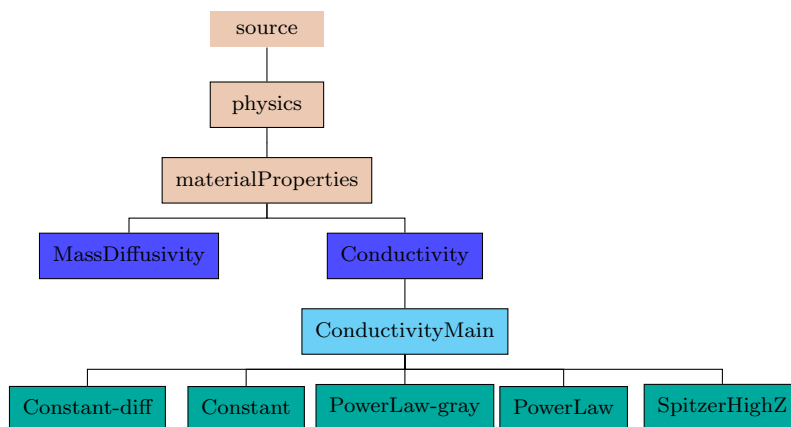 source
physics
materialProperties
MassDiffusivity
Conductivity
ConductivityMain
Constant-diff
Constant
PowerLaw-gray
PowerLaw
SpitzerHighZ